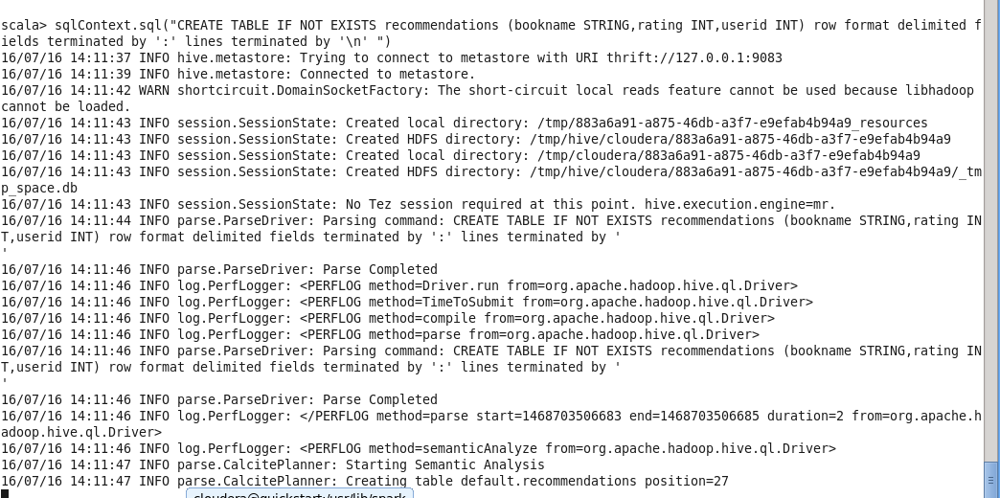 scala> sqlContext.sql("CREATE TABLE IF NOT EXISTS recommendations (bookname STRING,rating INT,userid INT) row format delimited f
ields terminated by ':' lines terminated by '\n' ")
16/07/16 14:11:37 INFO hive.metastore: Trying to connect to metastore with URI thrift://127.0.0.1:9083
16/07/16 14:11:39 INFO hive.metastore: Connected to metastore.
16/07/16 14:11:42 WARN shortcircuit.DomainSocketFactory: The short-circuit local reads feature cannot be used because libhadoop
cannot be loaded.
16/07/16 14:11:43 INFO session.SessionState: Created local directory: /tmp/883a6a91-a875-46db-a3f7-e9efab4b94a9_resources
16/07/16 14:11:43 INFO session.SessionState: Created HDFS directory: /tmp/hive/cloudera/883a6a91-a875-46db-a3f7-e9efab4b94a9
16/07/16 14:11:43 INFO session.SessionState: Created local directory: /tmp/cloudera/883a6a91-a875-46db-a3f7-e9efab4b94a9
16/07/16 14:11:43 INFO session.SessionState: Created HDFS directory: /tmp/hive/cloudera/883a6a91-a875-46db-a3f7-e9efab4b94a9/_tm
p_space.db
16/07/16 14:11:43 INFO session.SessionState: No Tez session required at this point. hive.execution.engine=mr.
16/07/16 14:11:44 INFO parse.ParseDriver: Parsing command: CREATE TABLE IF NOT EXISTS recommendations (bookname STRING,rating IN
T,userid INT) row format delimited fields terminated by ':' lines terminated by '
'
16/07/16 14:11:46 INFO parse.ParseDriver: Parse Completed
16/07/16 14:11:46 INFO log.PerfLogger: <PERFLOG method=Driver.run from=org.apache.hadoop.hive.ql.Driver>
16/07/16 14:11:46 INFO log.PerfLogger: <PERFLOG method=TimeToSubmit from=org.apache.hadoop.hive.ql.Driver>
16/07/16 14:11:46 INFO log.PerfLogger: <PERFLOG method=compile from=org.apache.hadoop.hive.ql.Driver>
16/07/16 14:11:46 INFO log.PerfLogger: <PERFLOG method=parse from=org.apache.hadoop.hive.ql.Driver>
16/07/16 14:11:46 INFO parse.ParseDriver: Parsing command: CREATE TABLE IF NOT EXISTS recommendations (bookname STRING,rating IN
T,userid INT) row format delimited fields terminated by ':' lines terminated by '
'
16/07/16 14:11:46 INFO parse.ParseDriver: Parse Completed
16/07/16 14:11:46 INFO log.PerfLogger: </PERFLOG method=parse start=1468703506683 end=1468703506685 duration=2 from=org.apache.h
adoop.hive.ql.Driver>
16/07/16 14:11:46 INFO log.PerfLogger: <PERFLOG method=semanticAnalyze from=org.apache.hadoop.hive.ql.Driver>
16/07/16 14:11:47 INFO parse.CalcitePlanner: Starting Semantic Analysis
16/07/16 14:11:47 INFO parse.CalcitePlanner: Creating table default.recommendations position=27
cloudera@quickstart:/usr/lib/spark